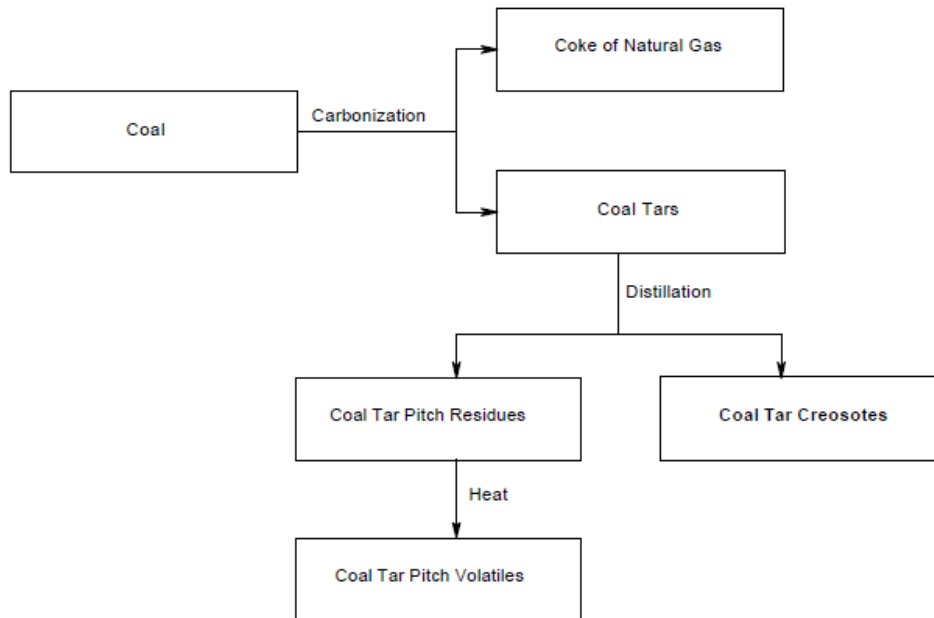 Coke of Natural Gas
Carbonization
Coal
Coal Tars
Distillation
Coal Tar Pitch Residues
Coal Tar Creosotes
Heat
Coal Tar Pitch Volatiles